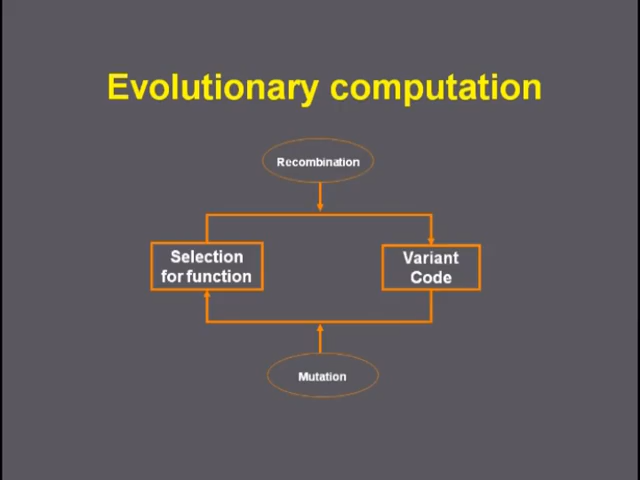 Evolutionary computation
Recombination
Selection
for function
Variant
Code
Mutation